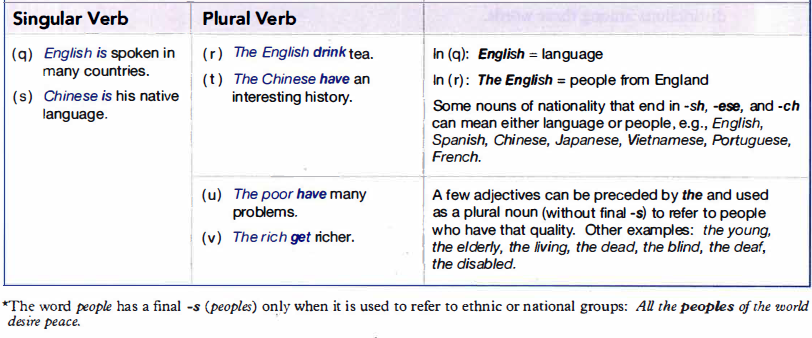 Singular Verb
Plural Verb
(q) English is spoken in
many countries.
(s) Chinese is his native
language.
(r) The English drink tea.
(t) The Chinese have an
interesting history.
In (q): English = language
In (r): The English = people from England
Some nouns of nationality that end in -sh, -ese, and -ch
can mean either language or people, e.g., English,
Spanish, Chinese, Japanese, Vietnamese, Portuguese,
French.
(u) The poor have many
problems.
(v) The rich get richer.
A few adjectives can be preceded by the and used
as a plural noun (without final -s) to refer to people
who have that quality. Other examples: the young,
the elderly, the living, the dead, the blind, the deaf,
the disabled.
*The word people has a final -s (peoples) only when it is used to refer to ethnic or national groups: All the peoples of the world
desire peace.